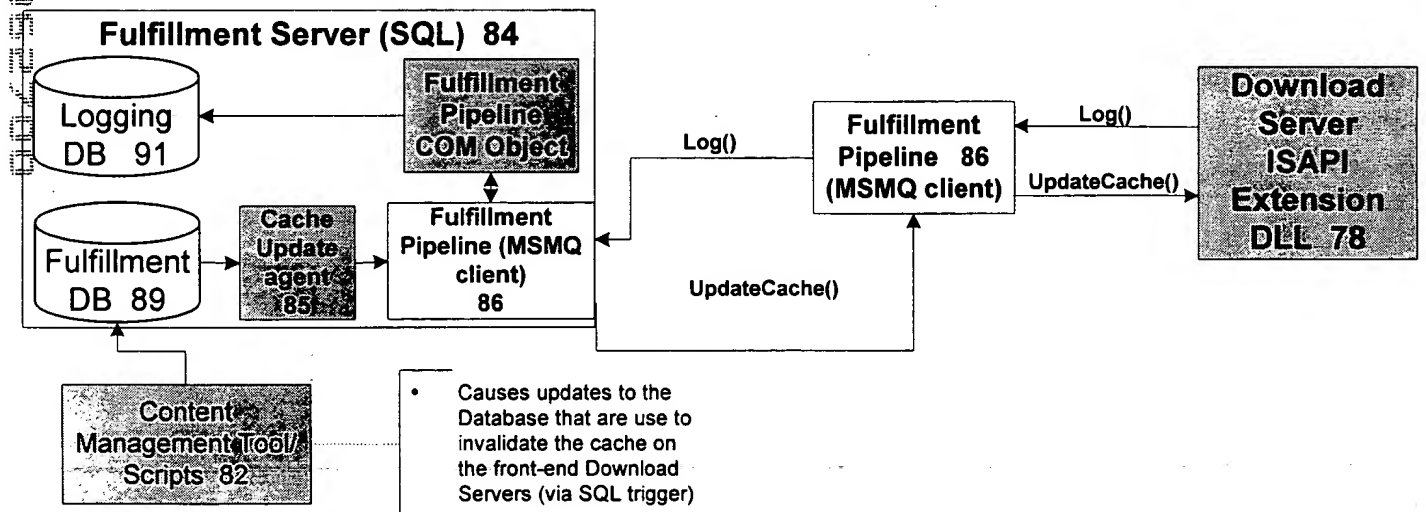 Fulfillment Server (SQL) 84
Logging
DB 91
Fulfillment
Pipeline
COM Object
Fulfillment
DB 89
Cache
Update
agent
(85)
Fulfillment
Pipeline (MSMQ
client)
86
Log()
UpdateCache()
Fulfillment
Pipeline 86
(MSMQ client)
Log()
UpdateCache()
Download
Server
ISAPI
Extension
DLL 78
Content
Management Tool/
Scripts 82
• Causes updates to the
Database that are use to
invalidate the cache on
the front-end Download
Servers (via SQL trigger)